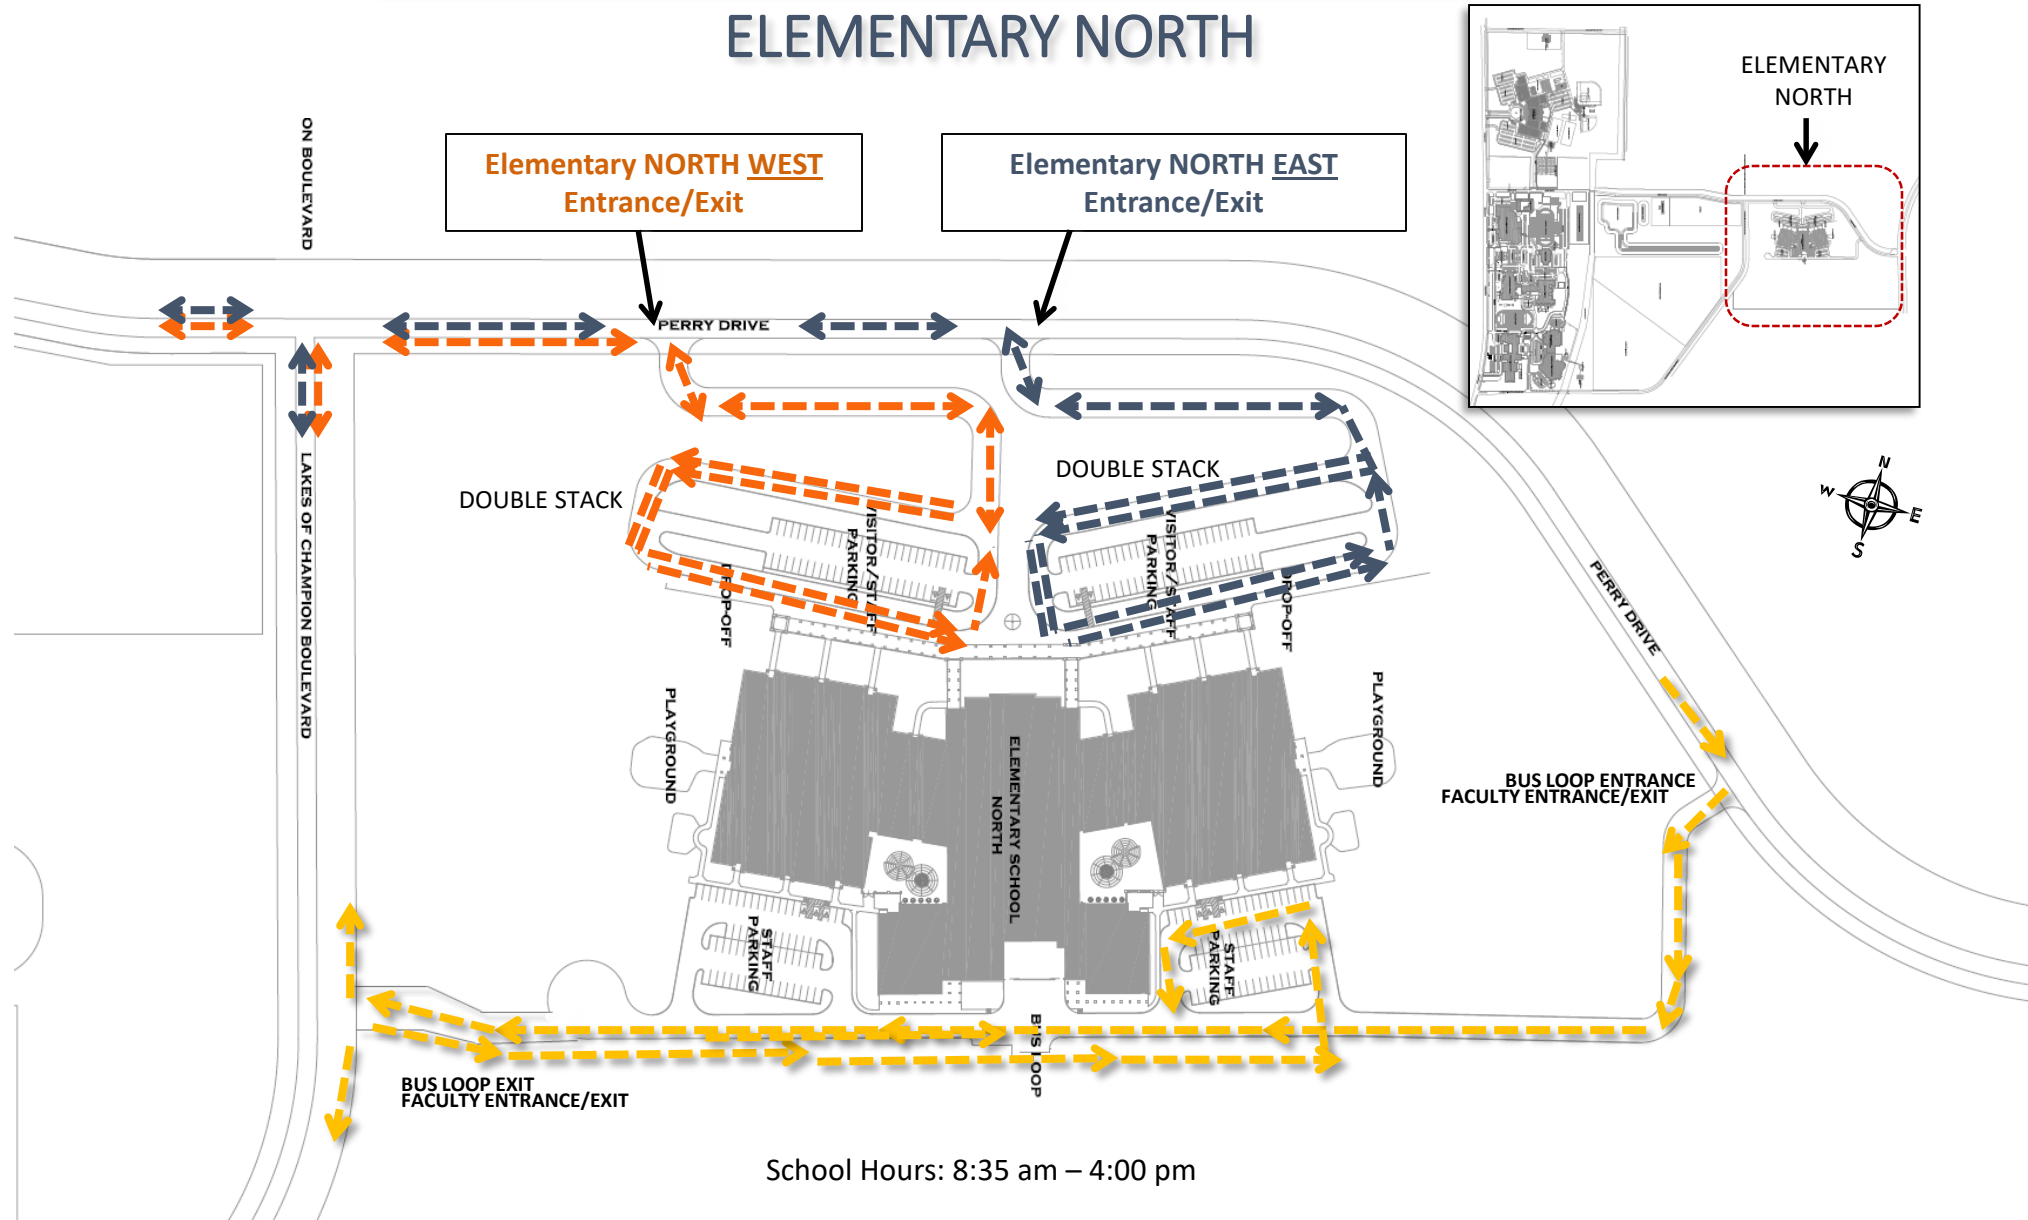 ELEMENTARY NORTH
ELEMENTARY
NORTH
ON BOULEVARD
Elementary NORTH WEST
Entrance/Exit
Elementary NORTH EAST
Entrance/Exit
PERRY DRIVE
DOUBLE STACK
DOUBLE STACK
LAKES OF CHAMPION BOULEVARD
VISITOR/STAFF
PARKING
VISITOR/STAFF
PARKING
DROP-OFF
DROP-OFF
N
W
E
S
PERRY DRIVE
PLAYGROUND
PLAYGROUND
ELEMENTARY SCHOOL
NORTH
BUS LOOP ENTRANCE
FACULTY ENTRANCE/EXIT
STAFF
PARKING
STAFF
PARKING
BUS LOOP
BUS LOOP EXIT
FACULTY ENTRANCE/EXIT
School Hours: 8:35 am – 4:00 pm